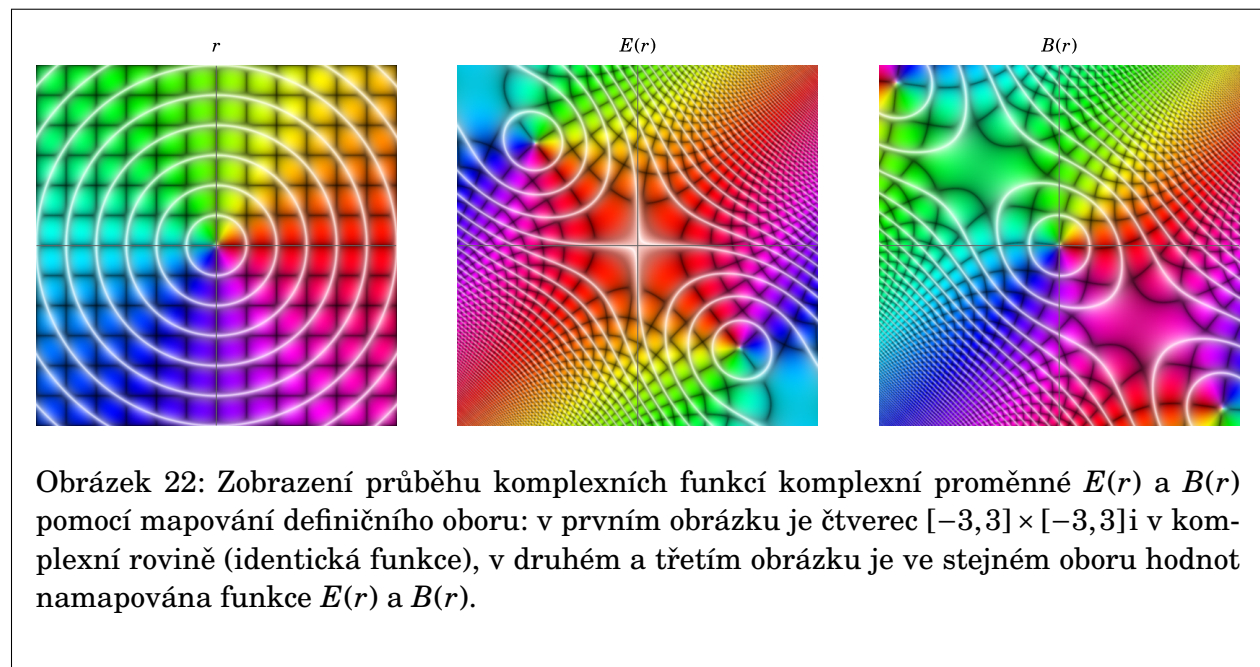 r E(r) B(r)
Obrázek 22: Zobrazení průběhu komplexních funkcí komplexní proměnné E(r) a B(r)
pomocí mapování definičního oboru: v prvním obrázku je čtverec [−3,3]×[−3,3]i v kom-
plexní rovině (identická funkce), v druhém a třetím obrázku je ve stejném oboru hodnot
namapována funkce E(r) a B(r).